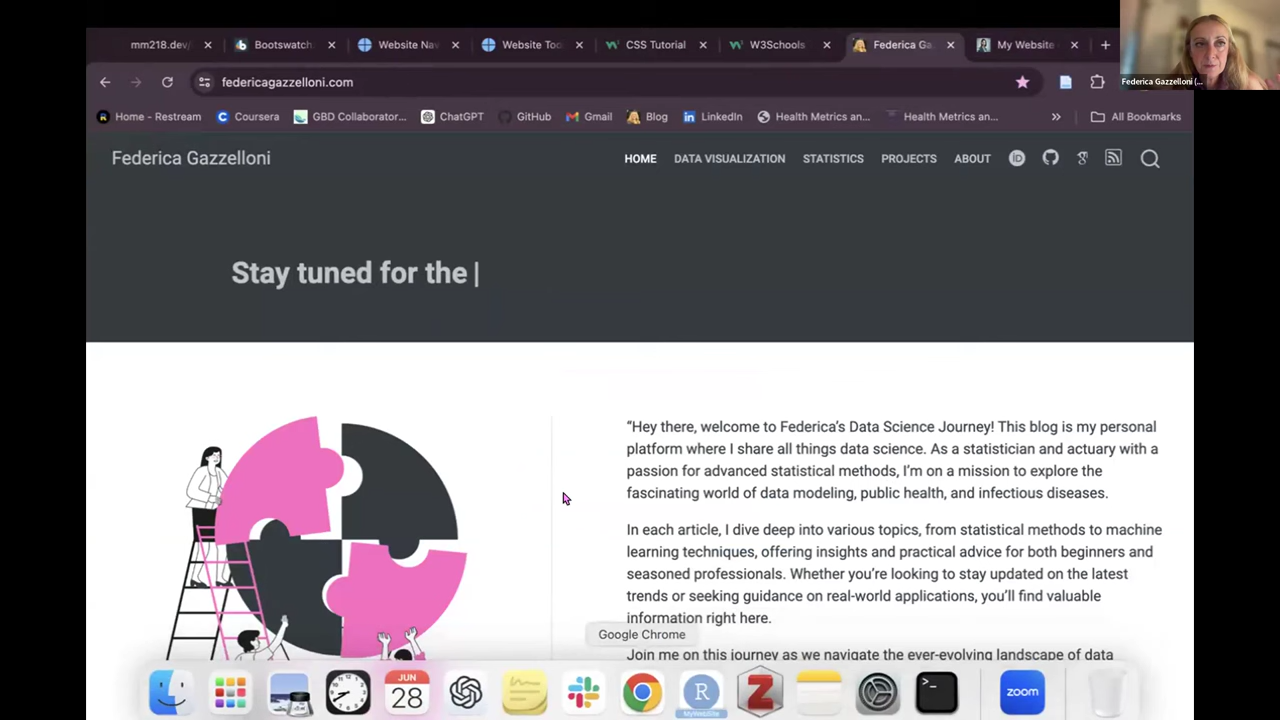 mm218.dev/
Bootswatch
Website Nav
Website Too
CSS Tutorial
W3Schools
Federica Ga
My Website
federicagazzelloni.com
Home - Restream
Coursera
GBD Collaborator...
ChatGPT
GitHub
Gmail
Blog
LinkedIn
Health Metrics an...
Health Metrics an...
All Bookmarks
Federica Gazzelloni (...
Federica Gazzelloni
HOME
DATA VISUALIZATION
STATISTICS
PROJECTS
ABOUT
Stay tuned for the |
“Hey there, welcome to Federica’s Data Science Journey! This blog is my personal
platform where I share all things data science. As a statistician and actuary with a
passion for advanced statistical methods, I’m on a mission to explore the
fascinating world of data modeling, public health, and infectious diseases.
In each article, I dive deep into various topics, from statistical methods to machine
learning techniques, offering insights and practical advice for both beginners and
seasoned professionals. Whether you’re looking to stay updated on the latest
trends or seeking guidance on real-world applications, you’ll find valuable
information right here.
Google Chrome
Join me on this journey as we navigate the ever-evolving landscape of data
JUN
28
R
MyWebSite
Z
zoom